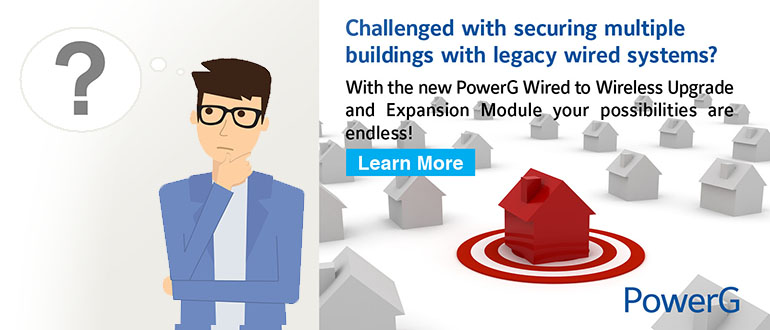 ?
Challenged with securing multiple
buildings with legacy wired systems?
With the new PowerG Wired to Wireless Upgrade
and Expansion Module your possibilities are
endless!
Learn More
PowerG